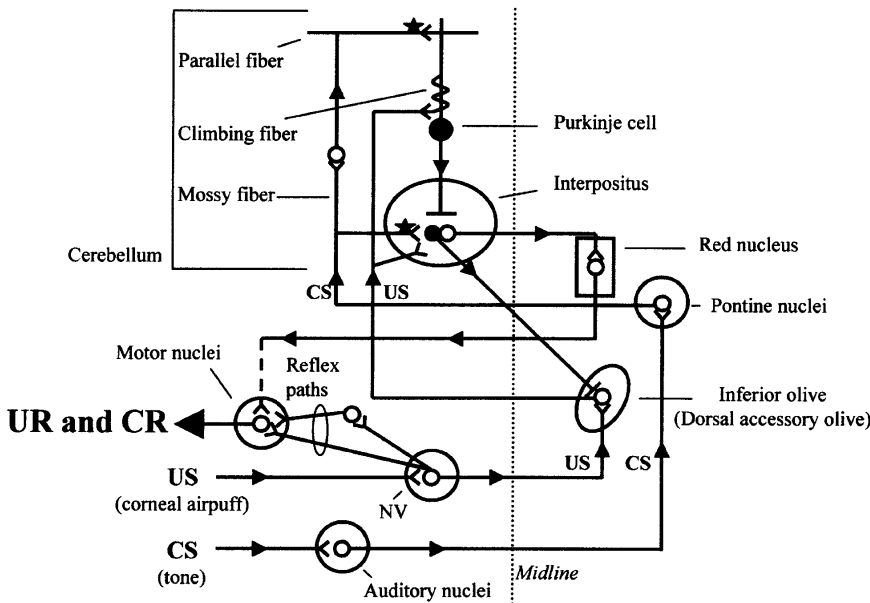 Parallel fiber
Climbing fiber
Purkinje cell
Interpositus
Mossy fiber
Cerebellum
Red nucleus
CS
US
Pontine nuclei
Motor nuclei
Reflex
paths
Inferior olive
(Dorsal accessory olive)
UR and CR
US
CS
US
(corneal airpuff)
NV
CS
(tone)
Auditory nuclei
Midline